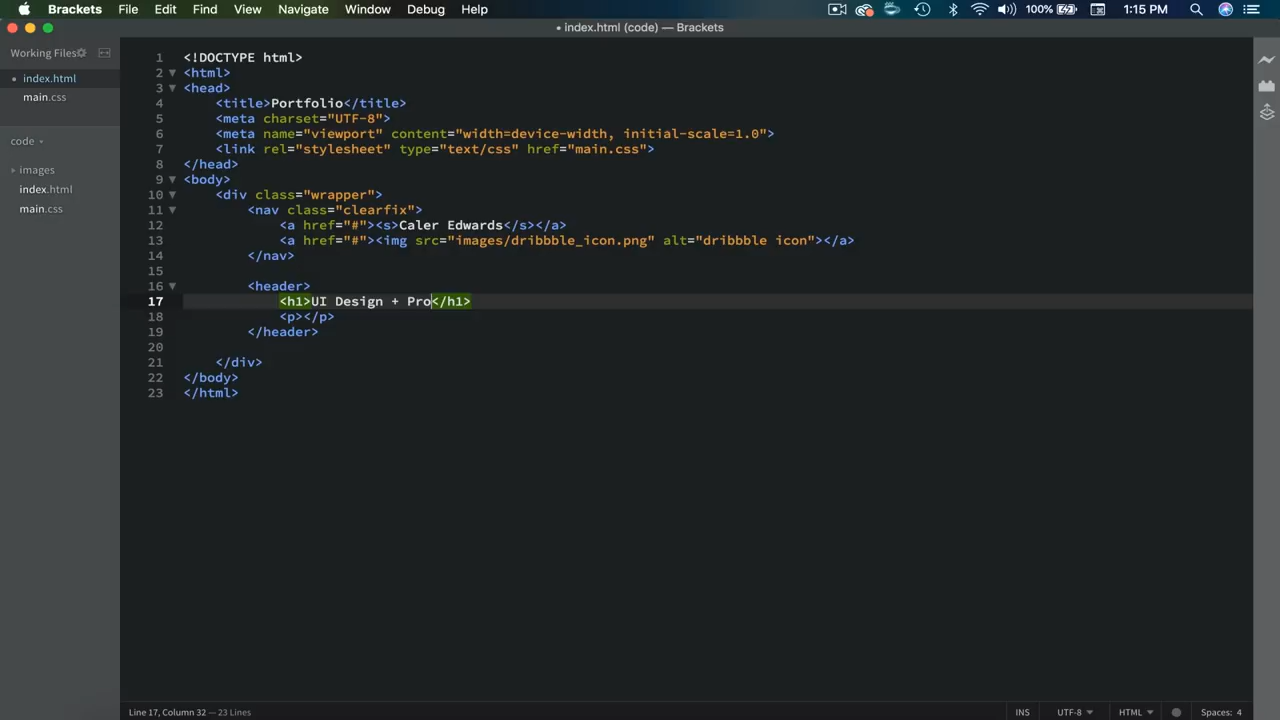 Brackets File Edit Find View Navigate Window Debug Help 100% 1:15 PM
• index.html (code) — Brackets
Working Files
• index.html
main.css
code
images
index.html
main.css
1 <!DOCTYPE html>
2 <html>
3 <head>
4 <title>Portfolio</title>
5 <meta charset="UTF-8">
6 <meta name="viewport" content="width=device-width, initial-scale=1.0">
7 <link rel="stylesheet" type="text/css" href="main.css">
8 </head>
9 <body>
10 <div class="wrapper">
11 <nav class="clearfix">
12 <a href="#"><s>Caler Edwards</s></a>
13 <a href="#"><img src="images/dribbble_icon.png" alt="dribbble icon"></a>
14 </nav>
15
16 <header>
17 <h1>UI Design + Pro</h1>
18 <p></p>
19 </header>
20
21 </div>
22 </body>
23 </html>
Line 17, Column 32 — 23 Lines INS UTF-8 HTML Spaces: 4